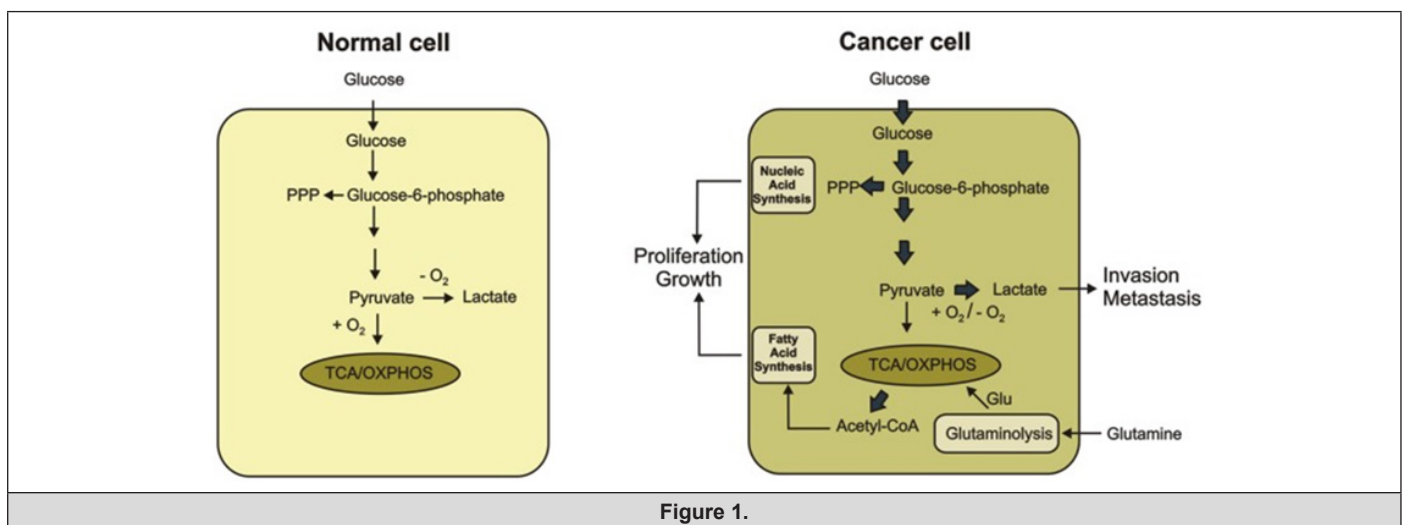 Normal cell
Glucose
Glucose
PPP Glucose-6-phosphate
- O₂
Pyruvate Lactate
+ O₂
TCA/OXPHOS
Cancer cell
Glucose
Glucose
Nucleic
Acid
Synthesis
PPP Glucose-6-phosphate
Proliferation
Growth
Pyruvate Lactate
+ O₂ / - O₂
Invasion
Metastasis
Fatty
Acid
Synthesis
TCA/OXPHOS
Glu
Acetyl-CoA
Glutaminolysis
Glutamine
Figure 1.